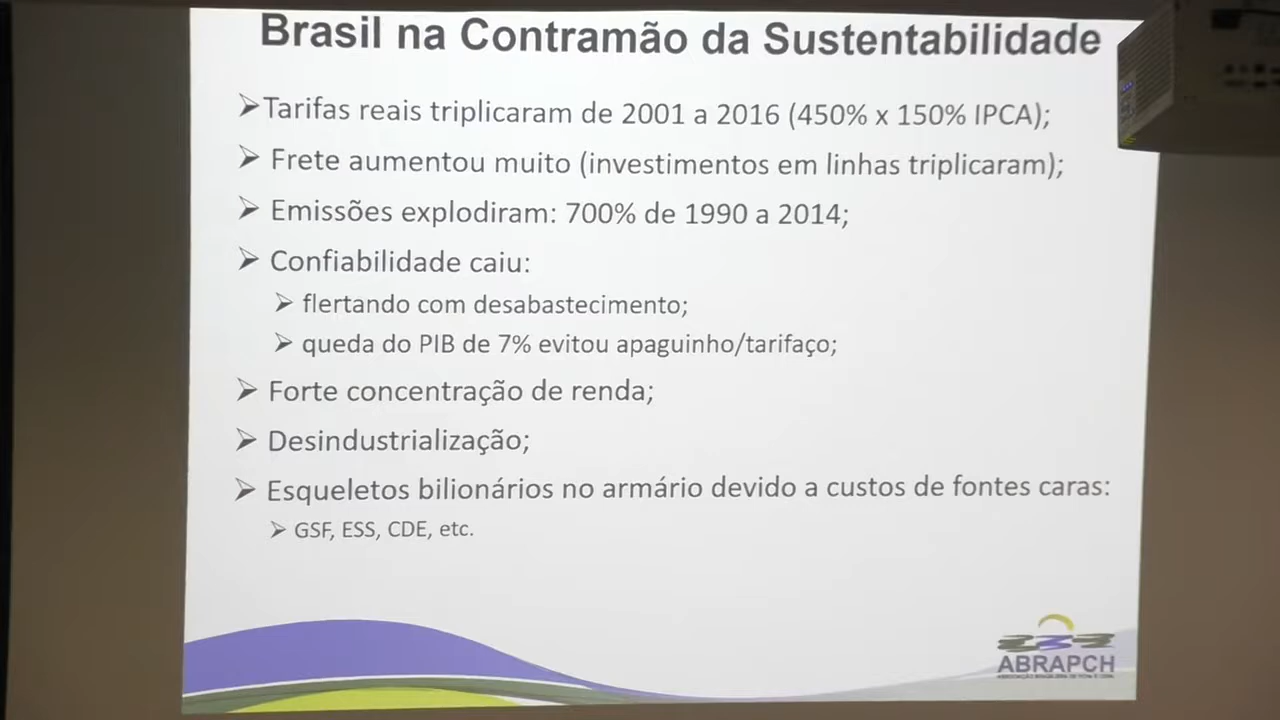 Brasil na Contramão da Sustentabilidade
Tarifas reais triplicaram de 2001 a 2016 (450% x 150% IPCA);
Frete aumentou muito (investimentos em linhas triplicaram);
Emissões explodiram: 700% de 1990 a 2014;
Confiabilidade caiu:
flertando com desabastecimento;
queda do PIB de 7% evitou apaguinho/tarifaço;
Forte concentração de renda;
Desindustrialização;
Esqueletos bilionários no armário devido a custos de fontes caras:
GSF, ESS, CDE, etc.
ABRAPCH